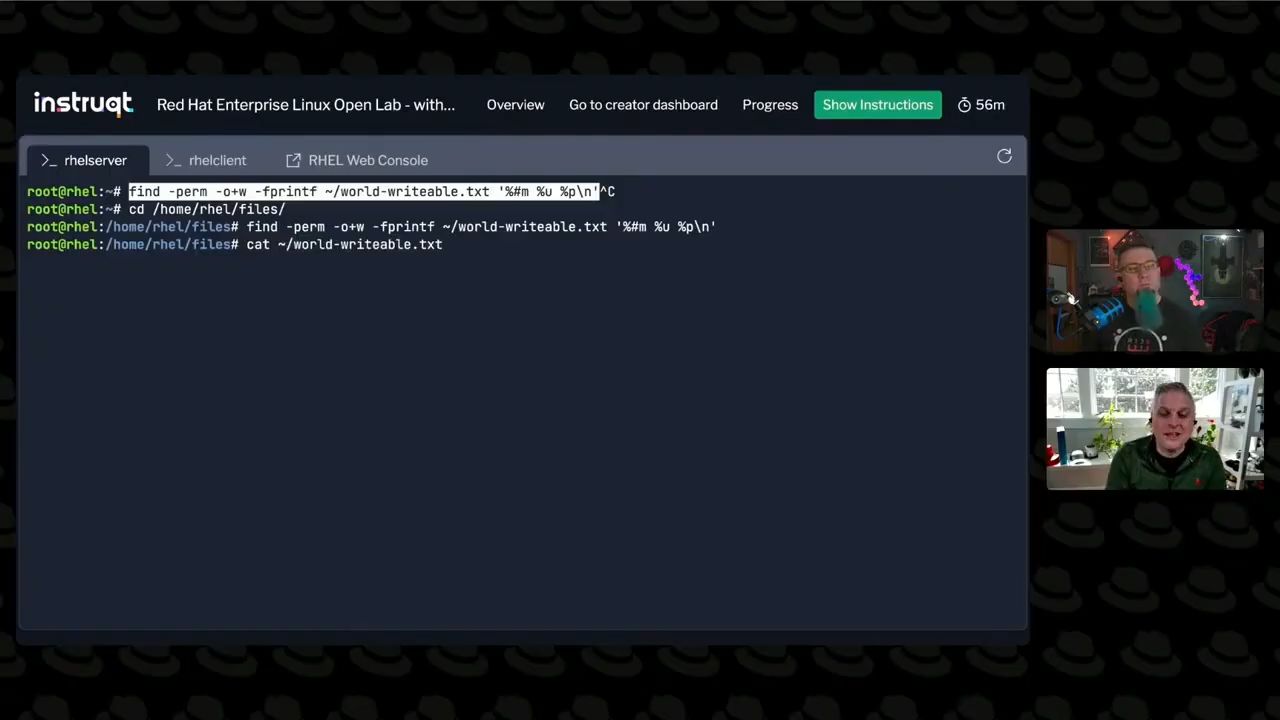 instruqt Red Hat Enterprise Linux Open Lab - with... Overview Go to creator dashboard Progress Show Instructions 56m
>_ rhelserver >_ rhelclient RHEL Web Console
root@rhel:~# find -perm -o+w -fprintf ~/world-writeable.txt '%#m %u %p\n'^C
root@rhel:~# cd /home/rhel/files/
root@rhel:/home/rhel/files# find -perm -o+w -fprintf ~/world-writeable.txt '%#m %u %p\n'
root@rhel:/home/rhel/files# cat ~/world-writeable.txt